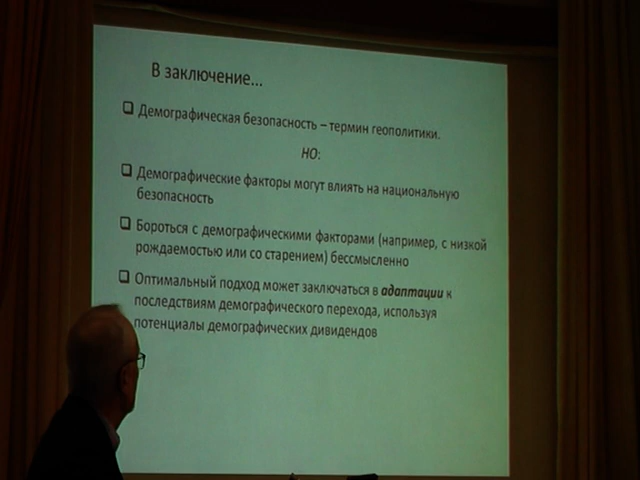 В заключение...
❑ Демографическая безопасность – термин геополитики.
НО:
❑ Демографические факторы могут влиять на национальную
безопасность
❑ Бороться с демографическими факторами (например, с низкой
рождаемостью или со старением) бессмысленно
❑ Оптимальный подход может заключаться в адаптации к
последствиям демографического перехода, используя
потенциалы демографических дивидендов